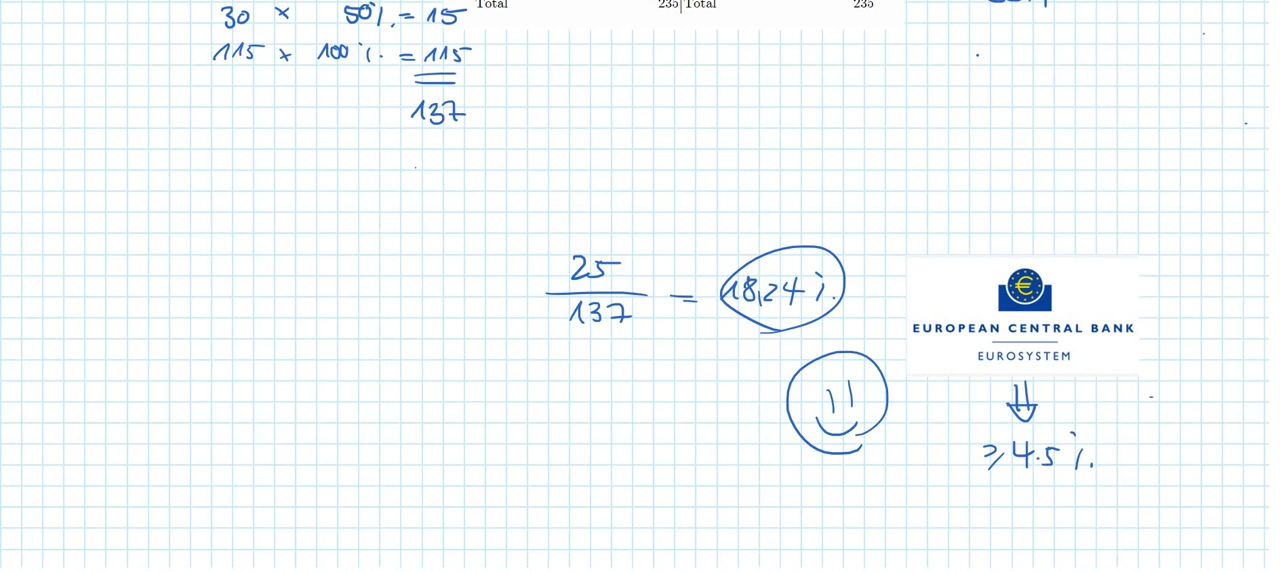 30 × 50% = 15
Total 235 Total 235
115 × 100% = 115
137
25
137
= 18,24%
EUROPEAN CENTRAL BANK
EUROSYSTEM
≥ 4.5%